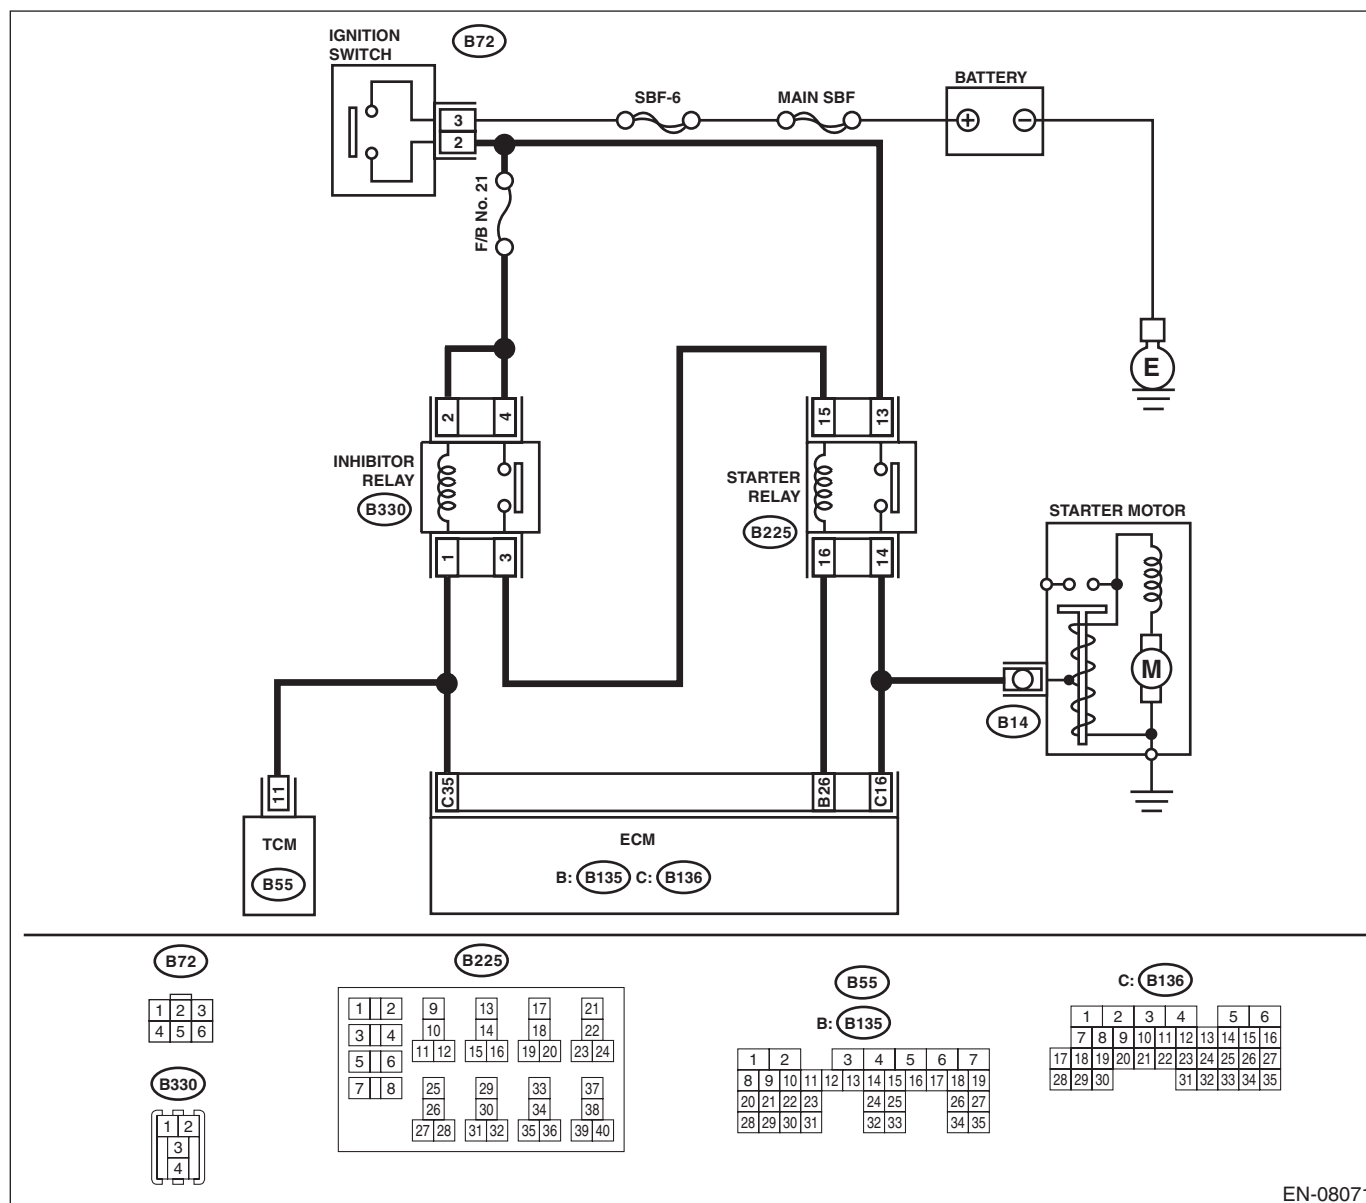 IGNITION
SWITCH
B72
SBF-6
MAIN SBF
BATTERY
3
2
+
−
F/B No. 21
E
2
4
15
13
INHIBITOR
RELAY
B330
STARTER
RELAY
B225
STARTER MOTOR
1
3
16
14
M
B14
11
C35
B26
C16
TCM
B55
ECM
B: B135 C: B136
B72
1 2 3
4 5 6
B330
1 2
3
4
B225
1 2 9 13 17 21
3 4 10 14 18 22
5 6 11 12 15 16 19 20 23 24
7 8 25 29 33 37
26 30 34 38
27 28 31 32 35 36 39 40
B55
B: B135
1 2 3 4 5 6 7
8 9 10 11 12 13 14 15 16 17 18 19
20 21 22 23 24 25 26 27
28 29 30 31 32 33 34 35
C: B136
1 2 3 4 5 6
7 8 9 10 11 12 13 14 15 16
17 18 19 20 21 22 23 24 25 26 27
28 29 30 31 32 33 34 35
EN-08071